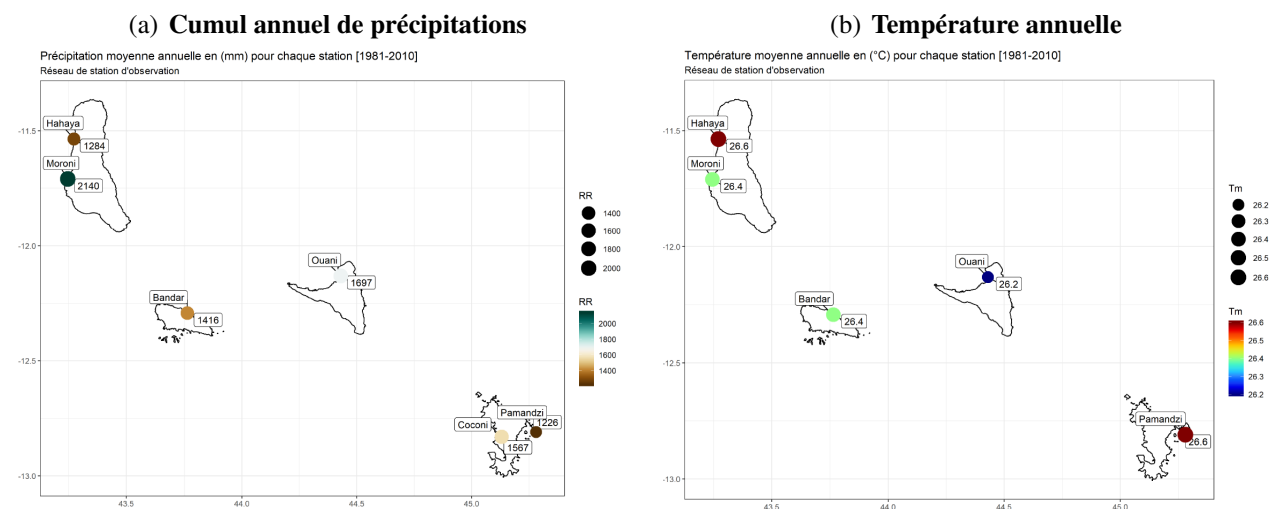 (a) Cumul annuel de précipitations
Précipitation moyenne annuelle en (mm) pour chaque station [1981-2010]
Réseau de station d'observation
-11.5
-12.0
-12.5
-13.0
Hahaya
1284
Moroni
2140
Ouani
1697
Bandar
1416
Pamandzi
1226
Coconi
1567
43.5
44.0
44.5
45.0
RR
1400
1600
1800
2000
RR
2000
1800
1600
1400
(b) Température annuelle
Température moyenne annuelle en (°C) pour chaque station [1981-2010]
Réseau de station d'observation
-11.5
-12.0
-12.5
-13.0
Hahaya
26.6
Moroni
26.4
Ouani
26.2
Bandar
26.4
Pamandzi
26.6
43.5
44.0
44.5
45.0
Tm
26.2
26.3
26.4
26.5
26.6
Tm
26.6
26.5
26.4
26.3
26.2